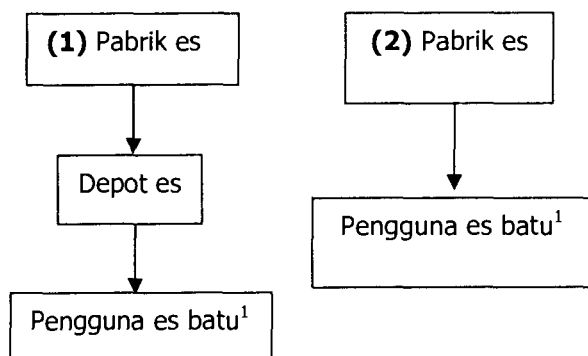 (1) Pabrik es
Depot es
Pengguna es batu¹
(2) Pabrik es
Pengguna es batu¹